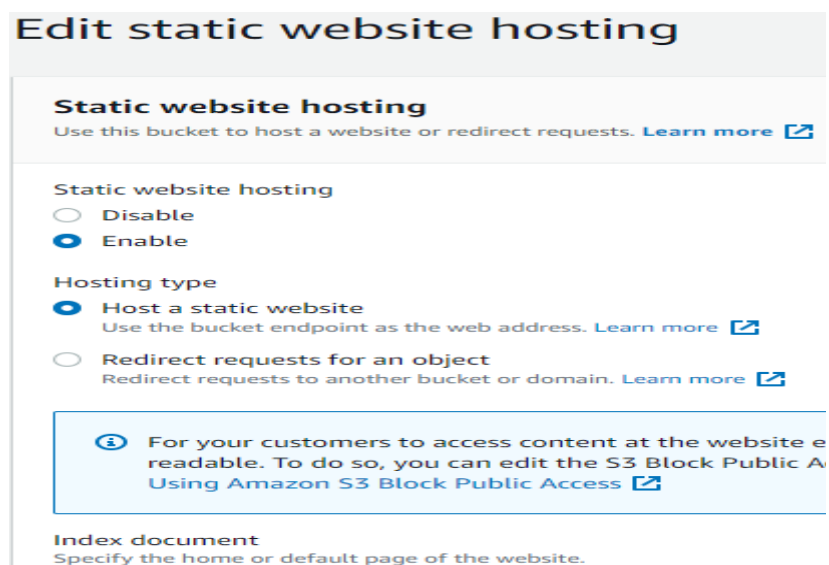 Edit static website hosting
Static website hosting
Use this bucket to host a website or redirect requests. Learn more
Static website hosting
Disable
Enable
Hosting type
Host a static website
Use the bucket endpoint as the web address. Learn more
Redirect requests for an object
Redirect requests to another bucket or domain. Learn more
For your customers to access content at the website
readable. To do so, you can edit the S3 Block Public
Using Amazon S3 Block Public Access
Index document
Specify the home or default page of the website.